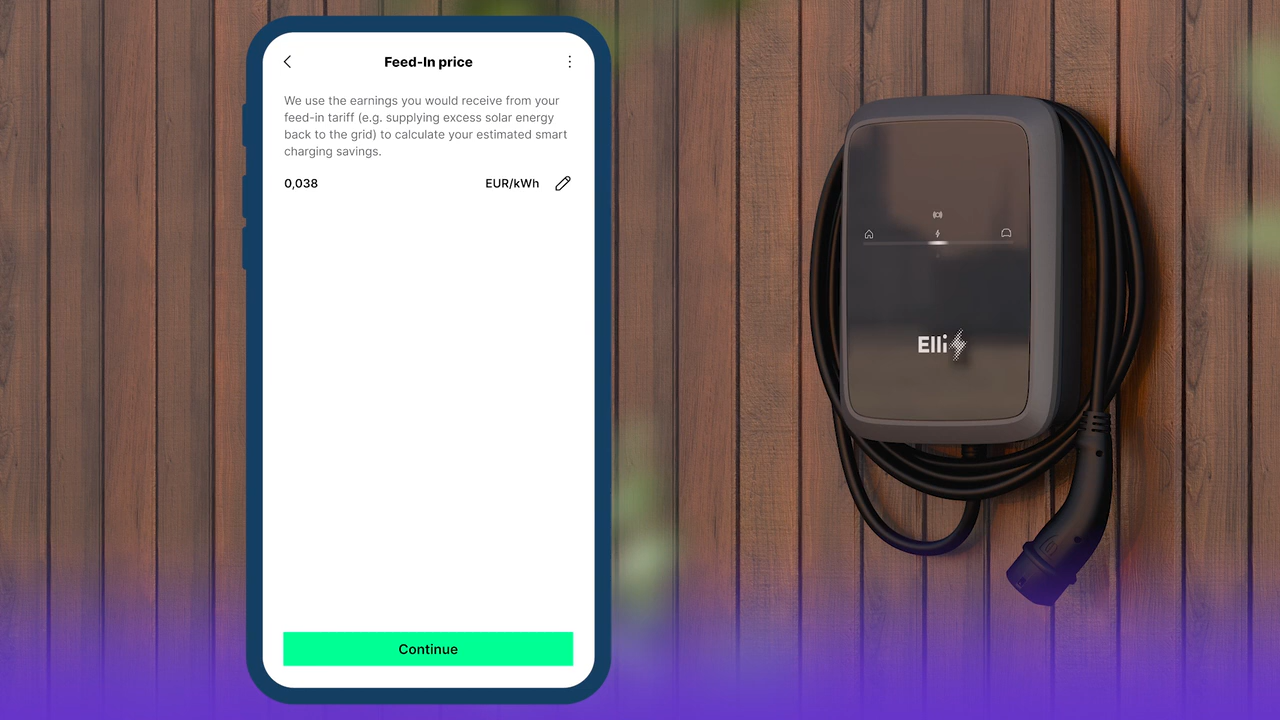 Feed-In price
We use the earnings you would receive from your
feed-in tariff (e.g. supplying excess solar energy
back to the grid) to calculate your estimated smart
charging savings.
0,038 EUR/kWh
Continue
Elli